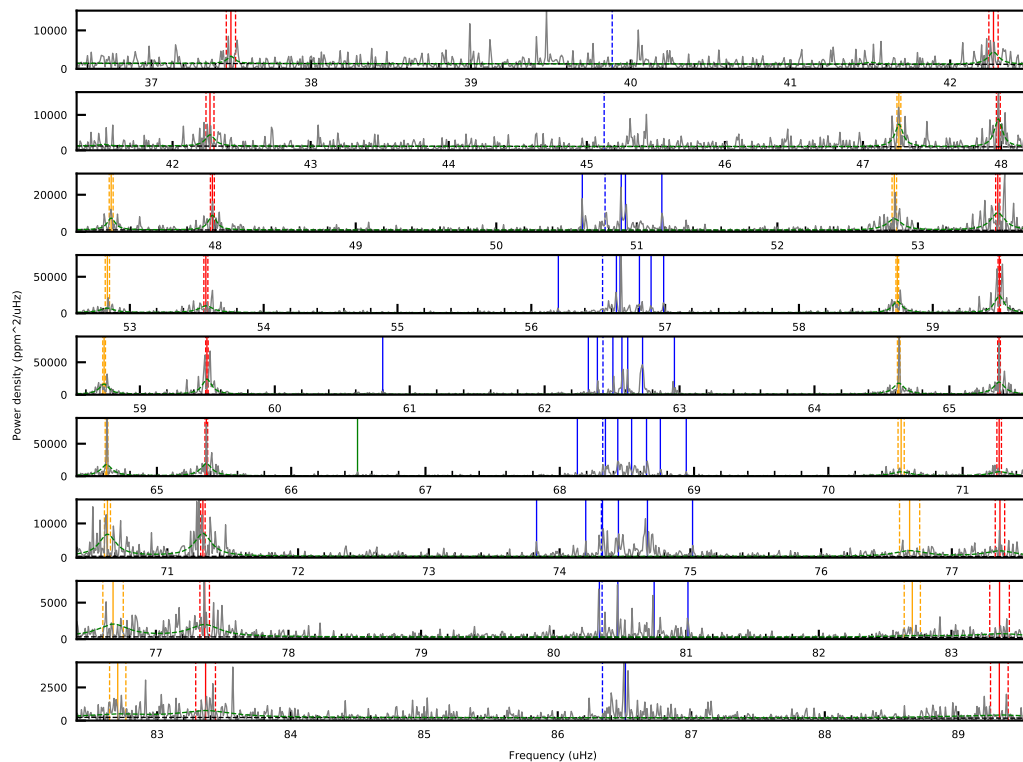 10000
0
37 38 39 40 41 42
10000
0
42 43 44 45 46 47 48
20000
0
48 49 50 51 52 53
50000
0
53 54 55 56 57 58 59
50000
0
59 60 61 62 63 64 65
50000
0
65 66 67 68 69 70 71
10000
0
71 72 73 74 75 76 77
5000
0
77 78 79 80 81 82 83
2500
0
83 84 85 86 87 88 89
Power density (ppm^2/uHz)
Frequency (uHz)